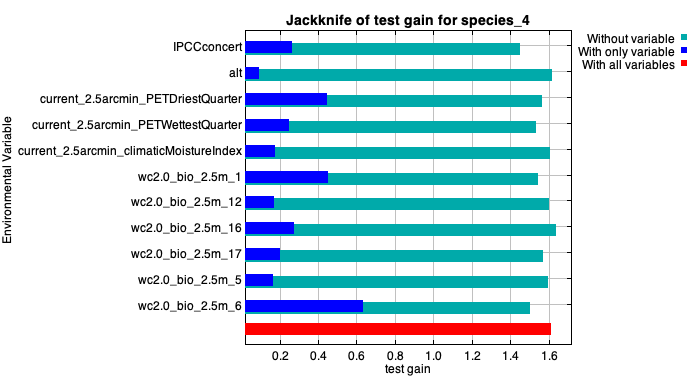 Jackknife of test gain for species_4
Without variable
With only variable
With all variables
Environmental Variable
IPCCconcert
alt
current_2.5arcmin_PETDriestQuarter
current_2.5arcmin_PETWettestQuarter
current_2.5arcmin_climaticMoistureIndex
wc2.0_bio_2.5m_1
wc2.0_bio_2.5m_12
wc2.0_bio_2.5m_16
wc2.0_bio_2.5m_17
wc2.0_bio_2.5m_5
wc2.0_bio_2.5m_6
0.2 0.4 0.6 0.8 1.0 1.2 1.4 1.6
test gain